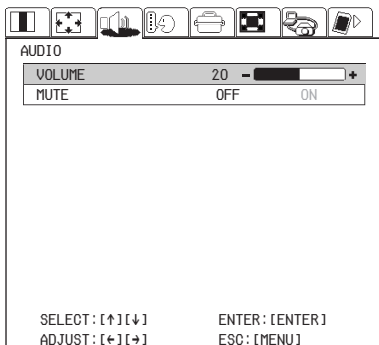 AUDIO
VOLUME 20 - +
MUTE OFF ON
SELECT:[↑][↓] ENTER:[ENTER]
ADJUST:[←][→] ESC:[MENU]